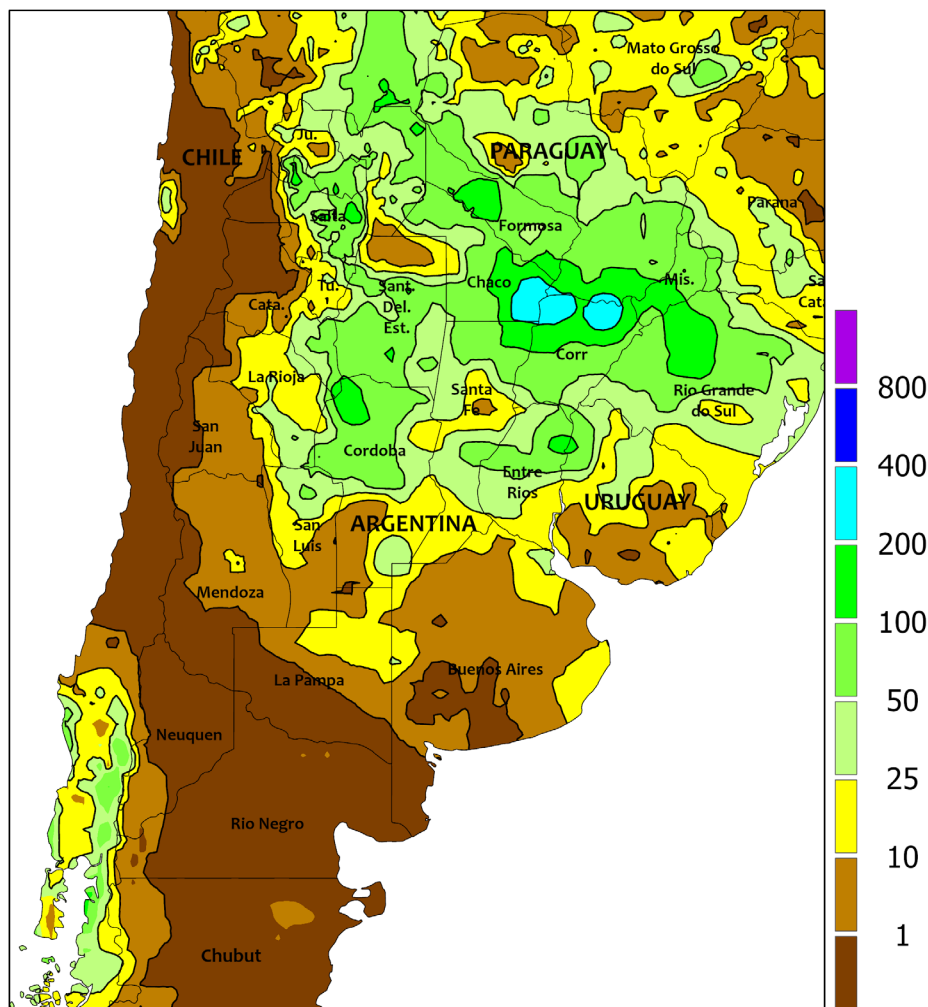 Mato Grosso
do Sul
Ju.
CHILE
PARAGUAY
Parana
Salta
Formosa
Chaco
Mis.
Tu.
Sant.
Del.
Est.
Sa
Cat
Cata.
800
Corr
La Rioja
Santa
Fe
Rio Grande
do Sul
San
Juan
Cordoba
400
Entre
Rios
URUGUAY
ARGENTINA
San
Luis
200
Mendoza
100
Buenos Aires
La Pampa
50
Neuquen
25
Rio Negro
10
1
Chubut